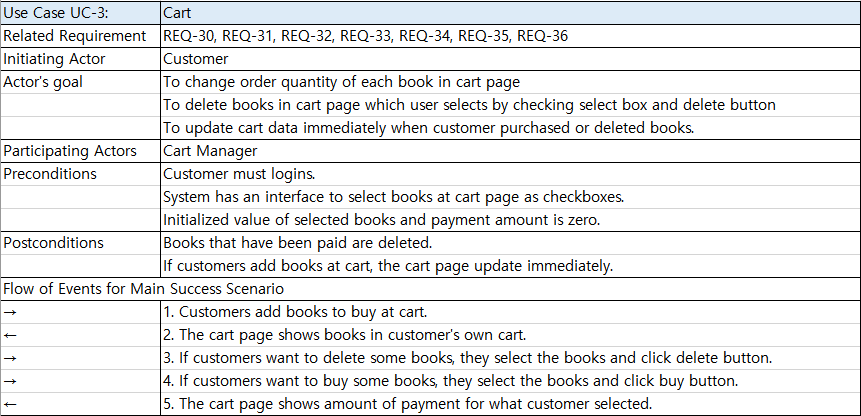 Use Case UC-3: Cart
Related Requirement REQ-30, REQ-31, REQ-32, REQ-33, REQ-34, REQ-35, REQ-36
Initiating Actor Customer
Actor's goal To change order quantity of each book in cart page
To delete books in cart page which user selects by checking select box and delete button
To update cart data immediately when customer purchased or deleted books.
Participating Actors Cart Manager
Preconditions Customer must logins.
System has an interface to select books at cart page as checkboxes.
Initialized value of selected books and payment amount is zero.
Postconditions Books that have been paid are deleted.
If customers add books at cart, the cart page update immediately.
Flow of Events for Main Success Scenario
→ 1. Customers add books to buy at cart.
← 2. The cart page shows books in customer's own cart.
→ 3. If customers want to delete some books, they select the books and click delete button.
→ 4. If customers want to buy some books, they select the books and click buy button.
← 5. The cart page shows amount of payment for what customer selected.